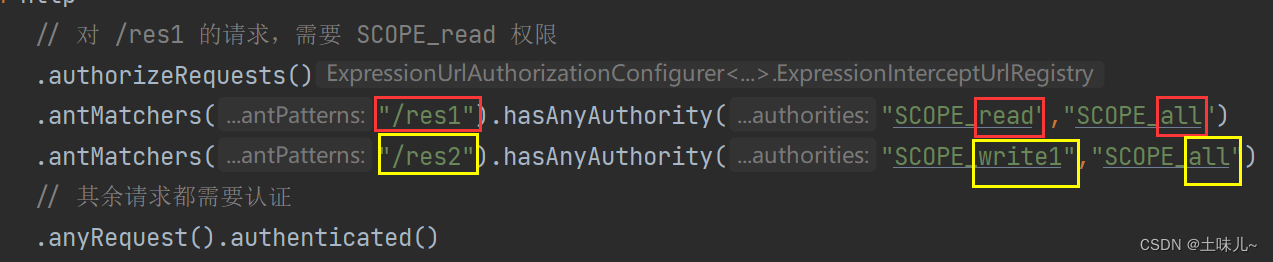 // 对 /res1 的请求，需要 SCOPE_read 权限
.authorizeRequests() ExpressionUrlAuthorizationConfigurer<...>.ExpressionInterceptUrlRegistry
.antMatchers( ...antPatterns: "/res1").hasAnyAuthority( ...authorities: "SCOPE_read","SCOPE_all")
.antMatchers( ...antPatterns: "/res2").hasAnyAuthority( ...authorities: "SCOPE_write1","SCOPE_all")
// 其余请求都需要认证
.anyRequest().authenticated()
CSDN @土味儿~